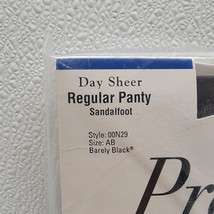 Day Sheer
Regular Panty
Sandalfoot
Style: 00N29
Size: AB
Barely Black®
Pr